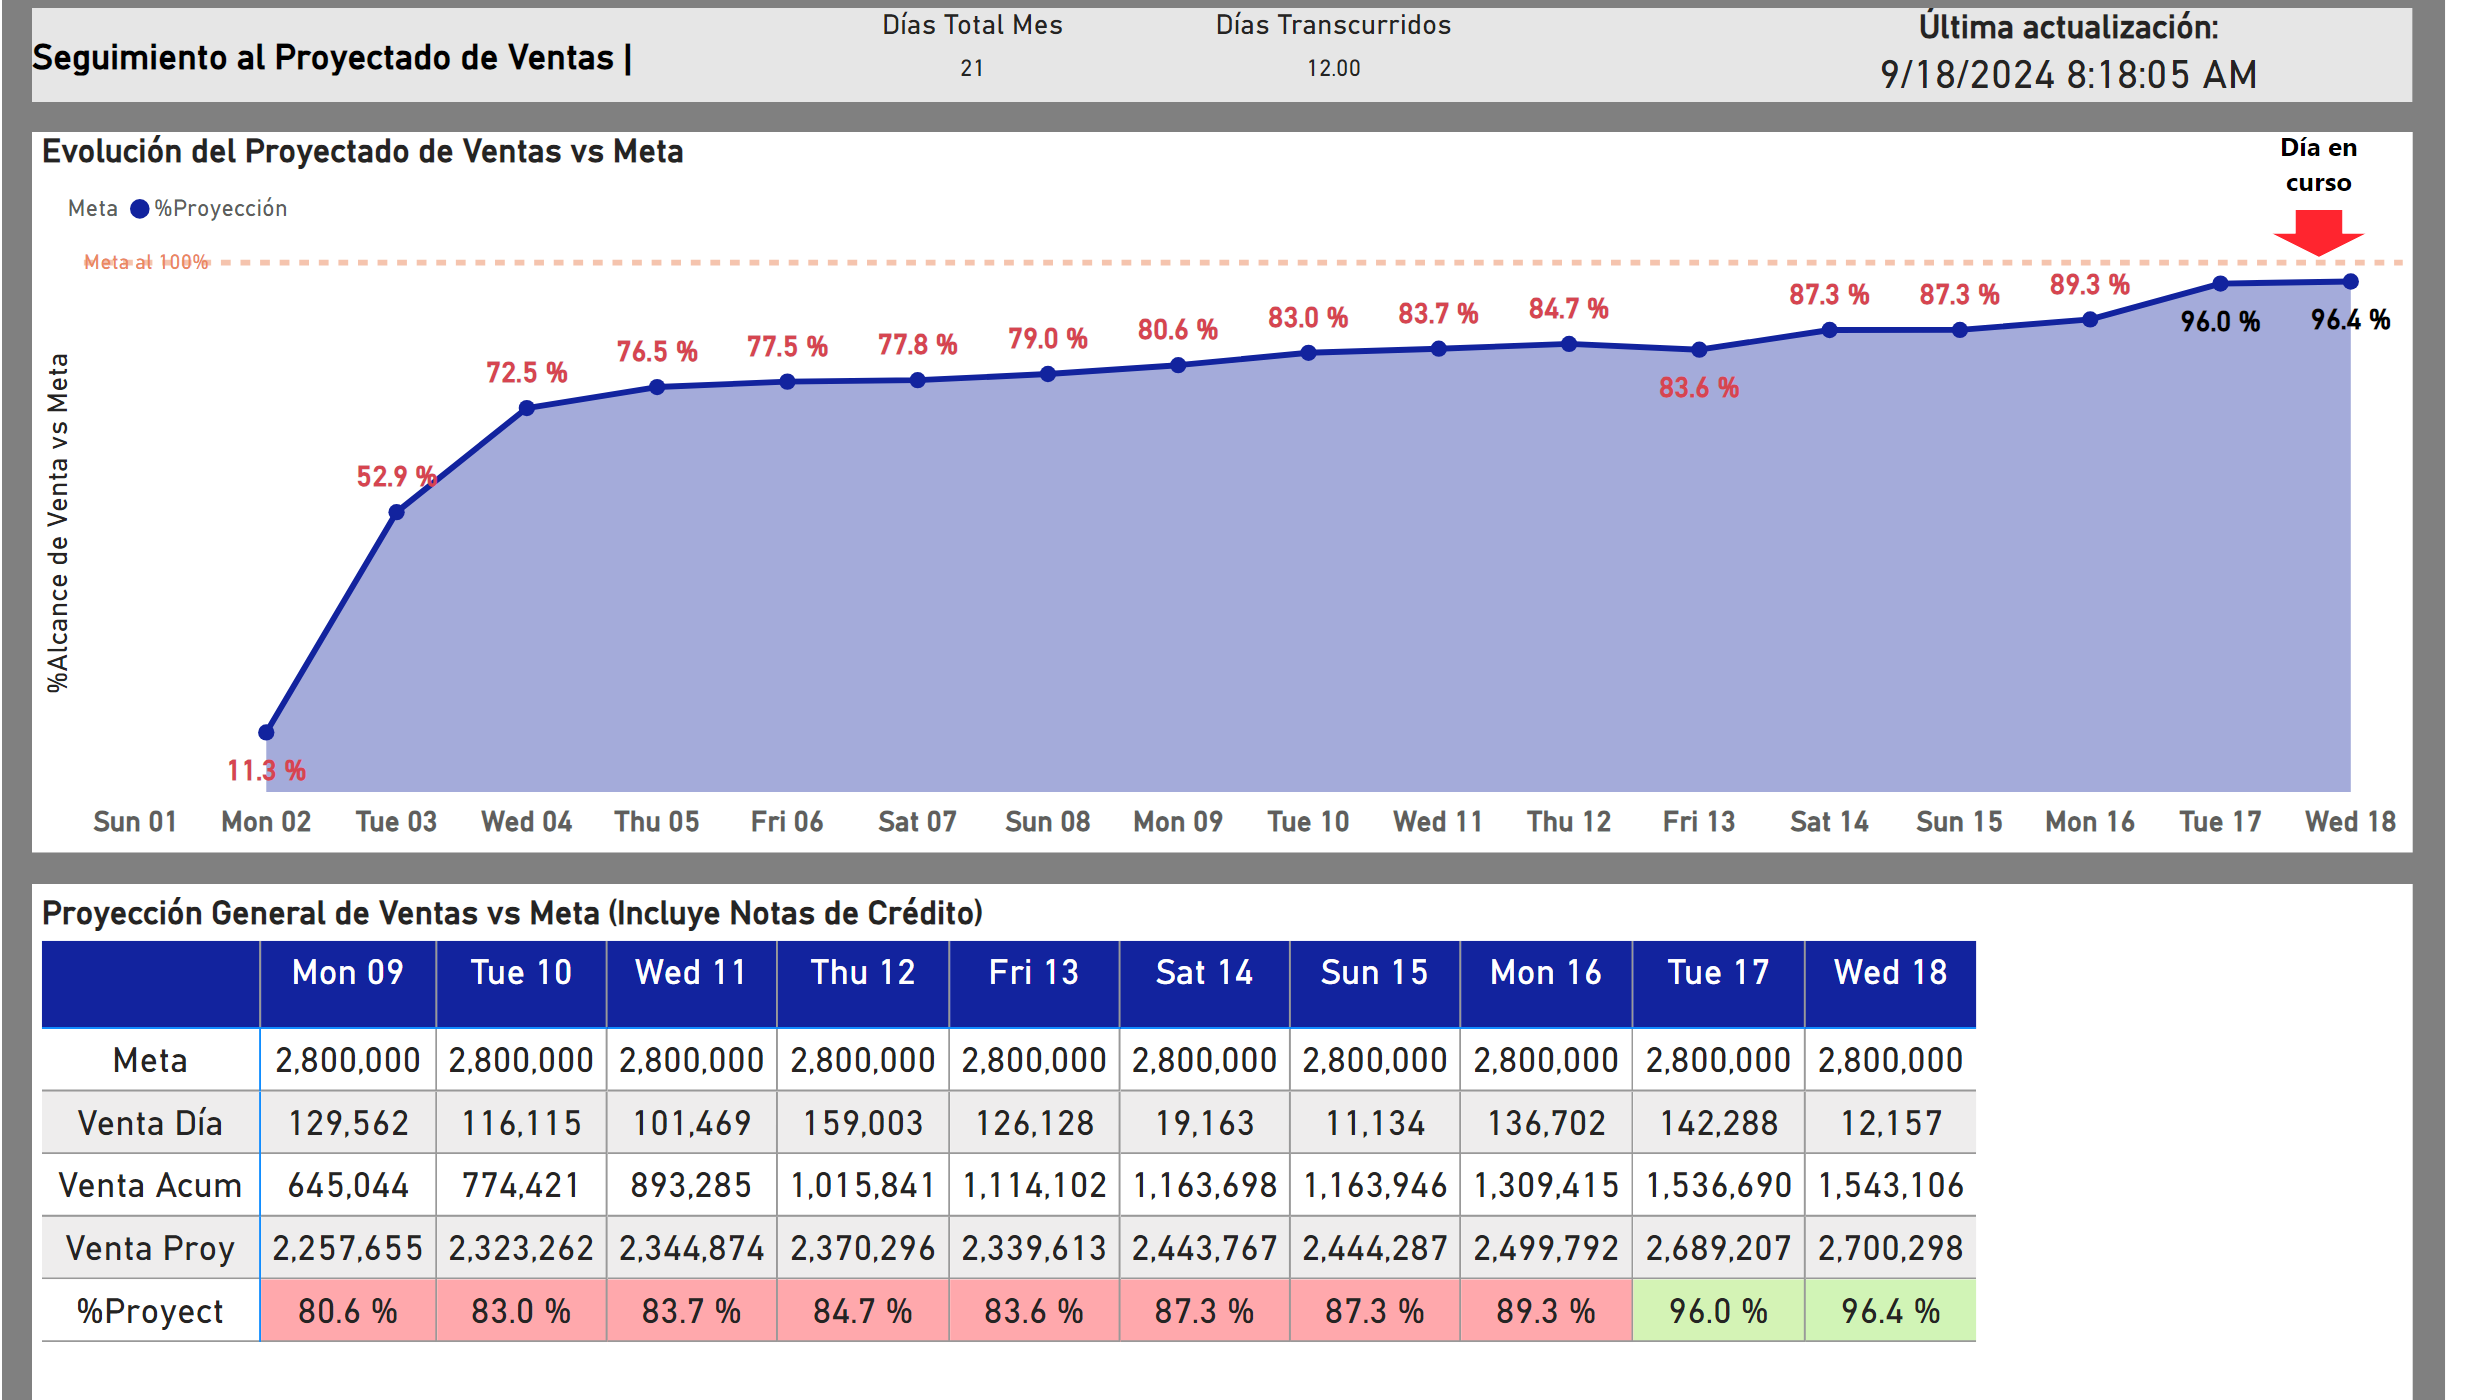 Seguimiento al Proyectado de Ventas |
Días Total Mes
21
Días Transcurridos
12.00
Última actualización:
9/18/2024 8:18:05 AM
Evolución del Proyectado de Ventas vs Meta
Día en
curso
Meta %Proyección
Meta al 100%
%Alcance de Venta vs Meta
11.3 % 52.9 % 72.5 % 76.5 % 77.5 % 77.8 % 79.0 % 80.6 % 83.0 % 83.7 % 84.7 % 83.6 % 87.3 % 87.3 % 89.3 % 96.0 % 96.4 %
Sun 01 Mon 02 Tue 03 Wed 04 Thu 05 Fri 06 Sat 07 Sun 08 Mon 09 Tue 10 Wed 11 Thu 12 Fri 13 Sat 14 Sun 15 Mon 16 Tue 17 Wed 18
Proyección General de Ventas vs Meta (Incluye Notas de Crédito)
Mon 09 Tue 10 Wed 11 Thu 12 Fri 13 Sat 14 Sun 15 Mon 16 Tue 17 Wed 18
Meta 2,800,000 2,800,000 2,800,000 2,800,000 2,800,000 2,800,000 2,800,000 2,800,000 2,800,000 2,800,000
Venta Día 129,562 116,115 101,469 159,003 126,128 19,163 11,134 136,702 142,288 12,157
Venta Acum 645,044 774,421 893,285 1,015,841 1,114,102 1,163,698 1,163,946 1,309,415 1,536,690 1,543,106
Venta Proy 2,257,655 2,323,262 2,344,874 2,370,296 2,339,613 2,443,767 2,444,287 2,499,792 2,689,207 2,700,298
%Proyect 80.6 % 83.0 % 83.7 % 84.7 % 83.6 % 87.3 % 87.3 % 89.3 % 96.0 % 96.4 %